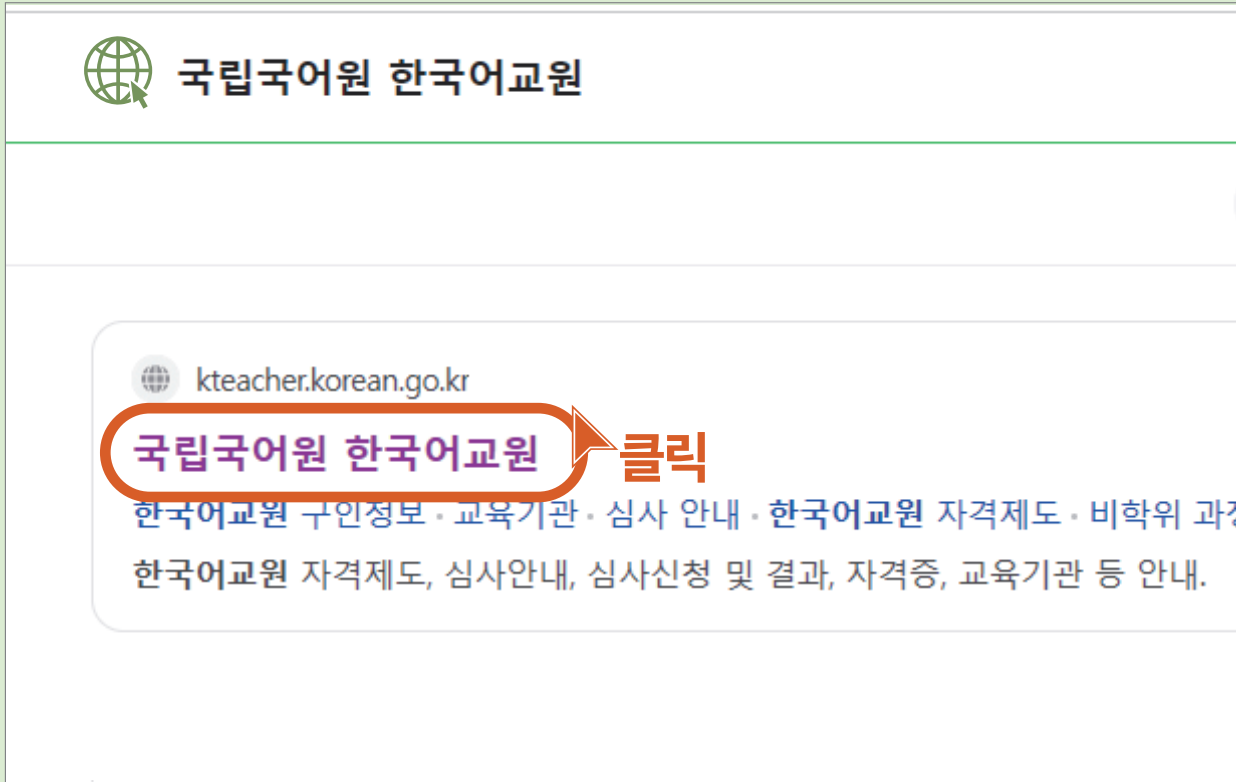 국립국어원 한국어교원
kteacher.korean.go.kr
국립국어원 한국어교원 클릭
한국어교원 구인정보 · 교육기관 · 심사 안내 · 한국어교원 자격제도 · 비학위
한국어교원 자격제도, 심사안내, 심사신청 및 결과, 자격증, 교육기관 등 안내.